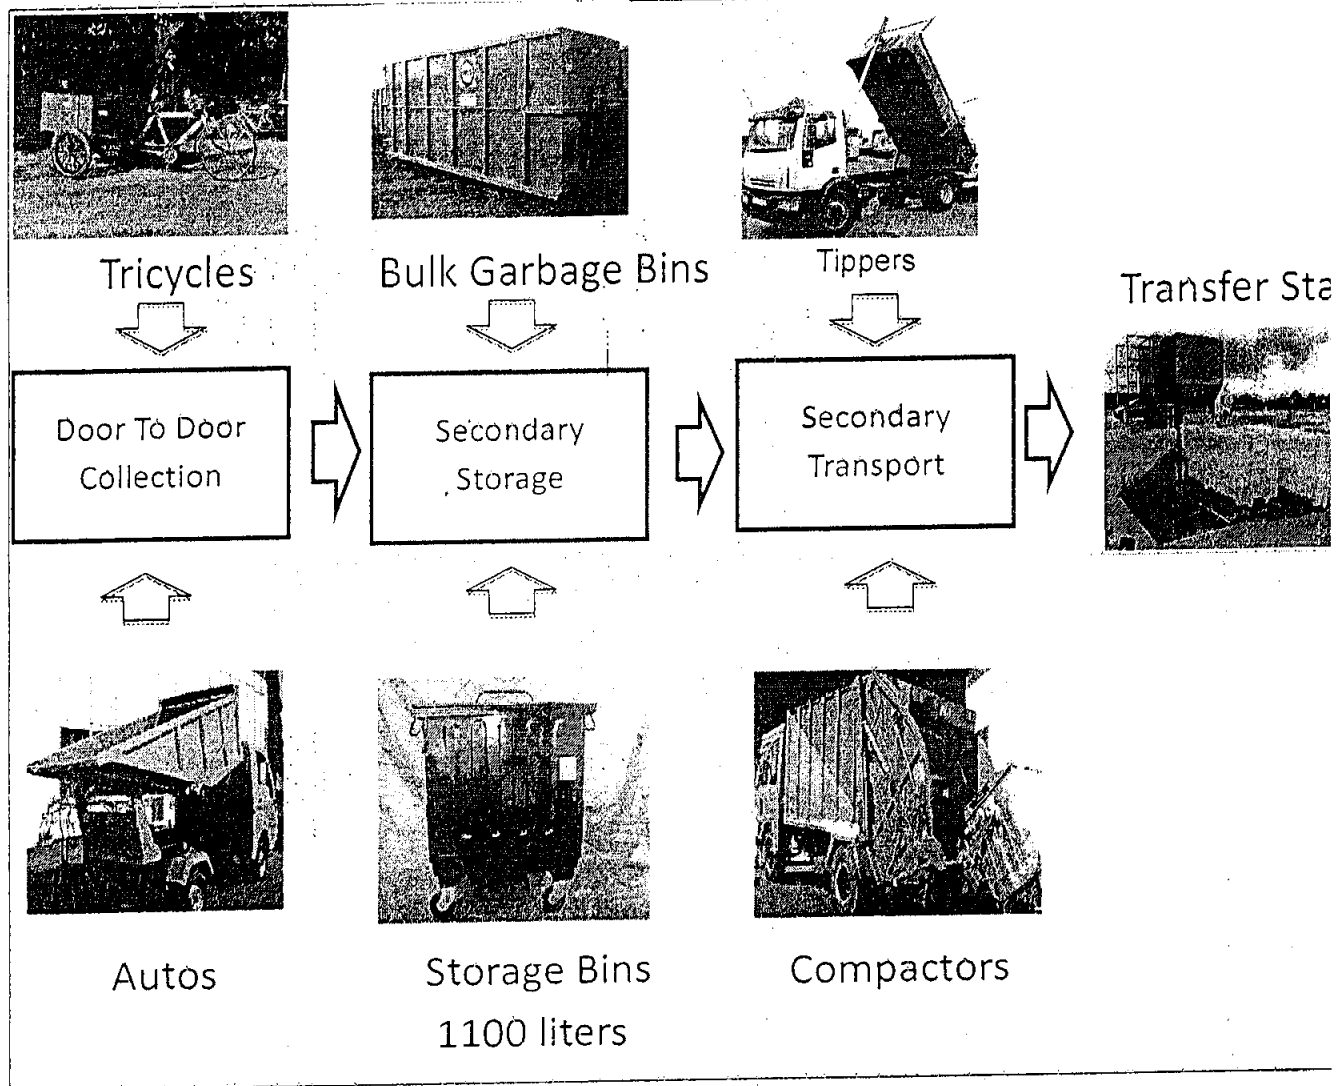 Tricycles
Bulk Garbage Bins
Tippers
Transfer Sta
Door To Door
Collection
Secondary
Storage
Secondary
Transport
Autos
Storage Bins
1100 liters
Compactors